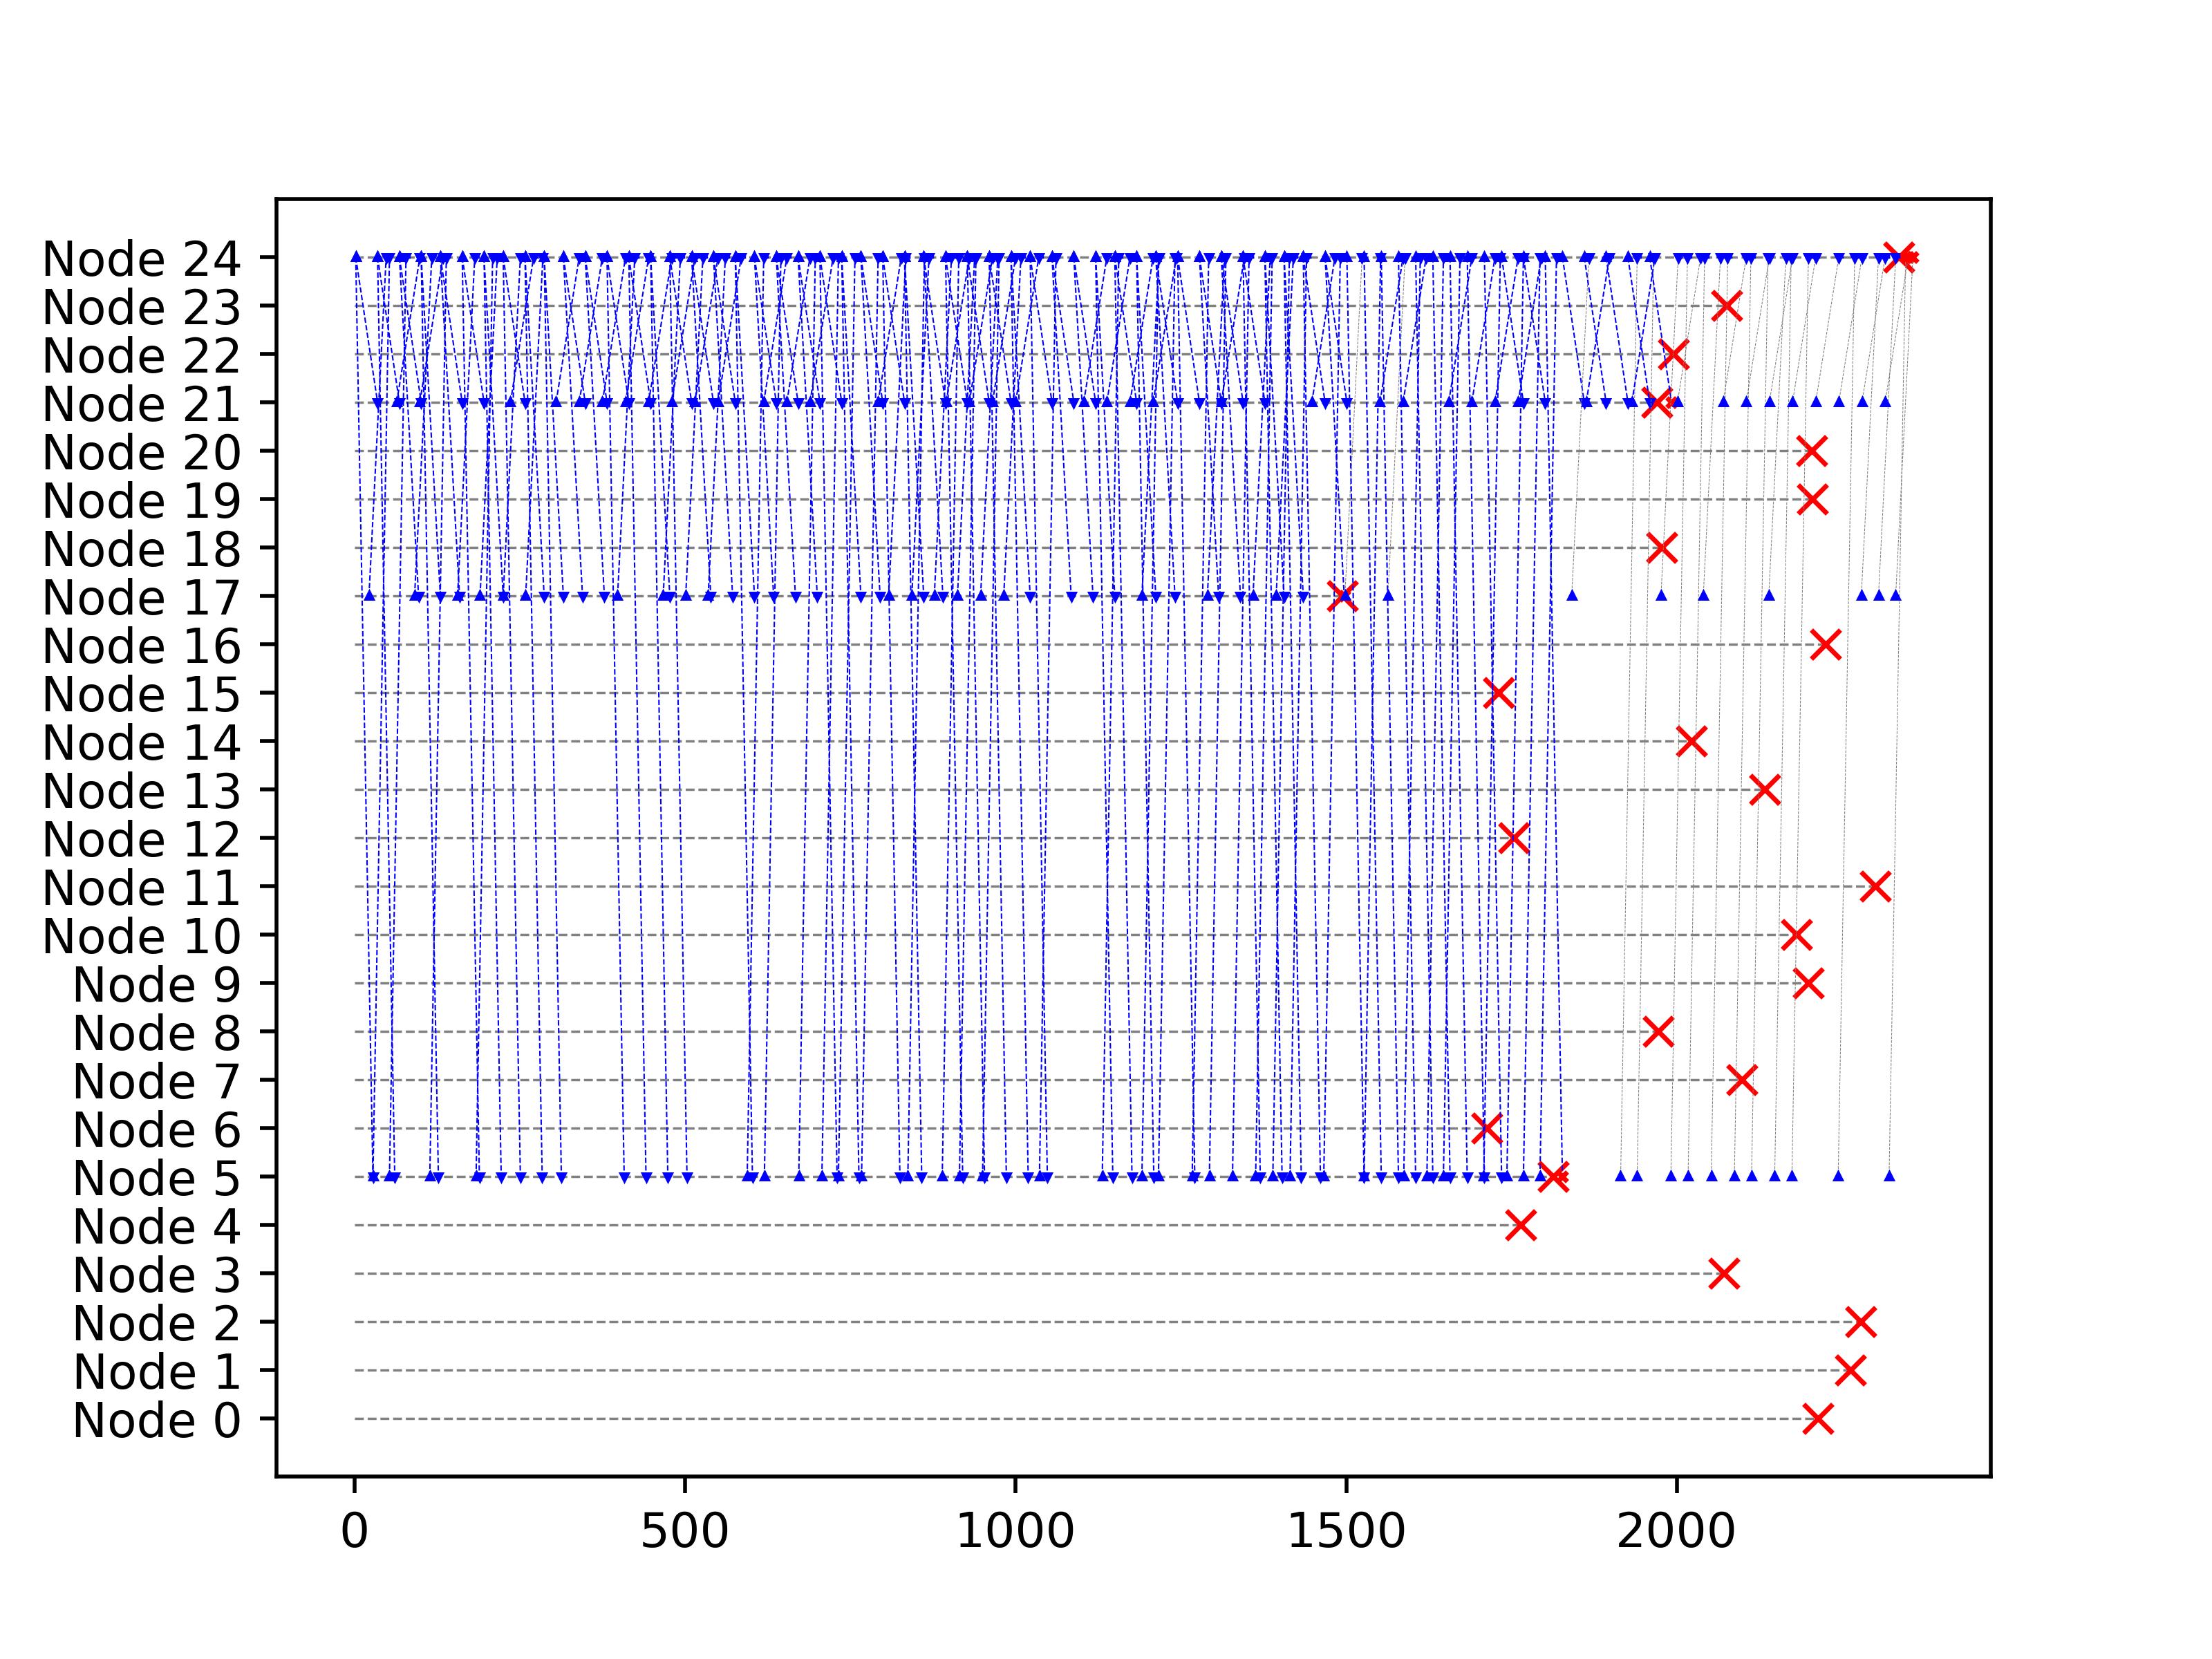 Node 24
Node 23
Node 22
Node 21
Node 20
Node 19
Node 18
Node 17
Node 16
Node 15
Node 14
Node 13
Node 12
Node 11
Node 10
Node 9
Node 8
Node 7
Node 6
Node 5
Node 4
Node 3
Node 2
Node 1
Node 0
0 500 1000 1500 2000